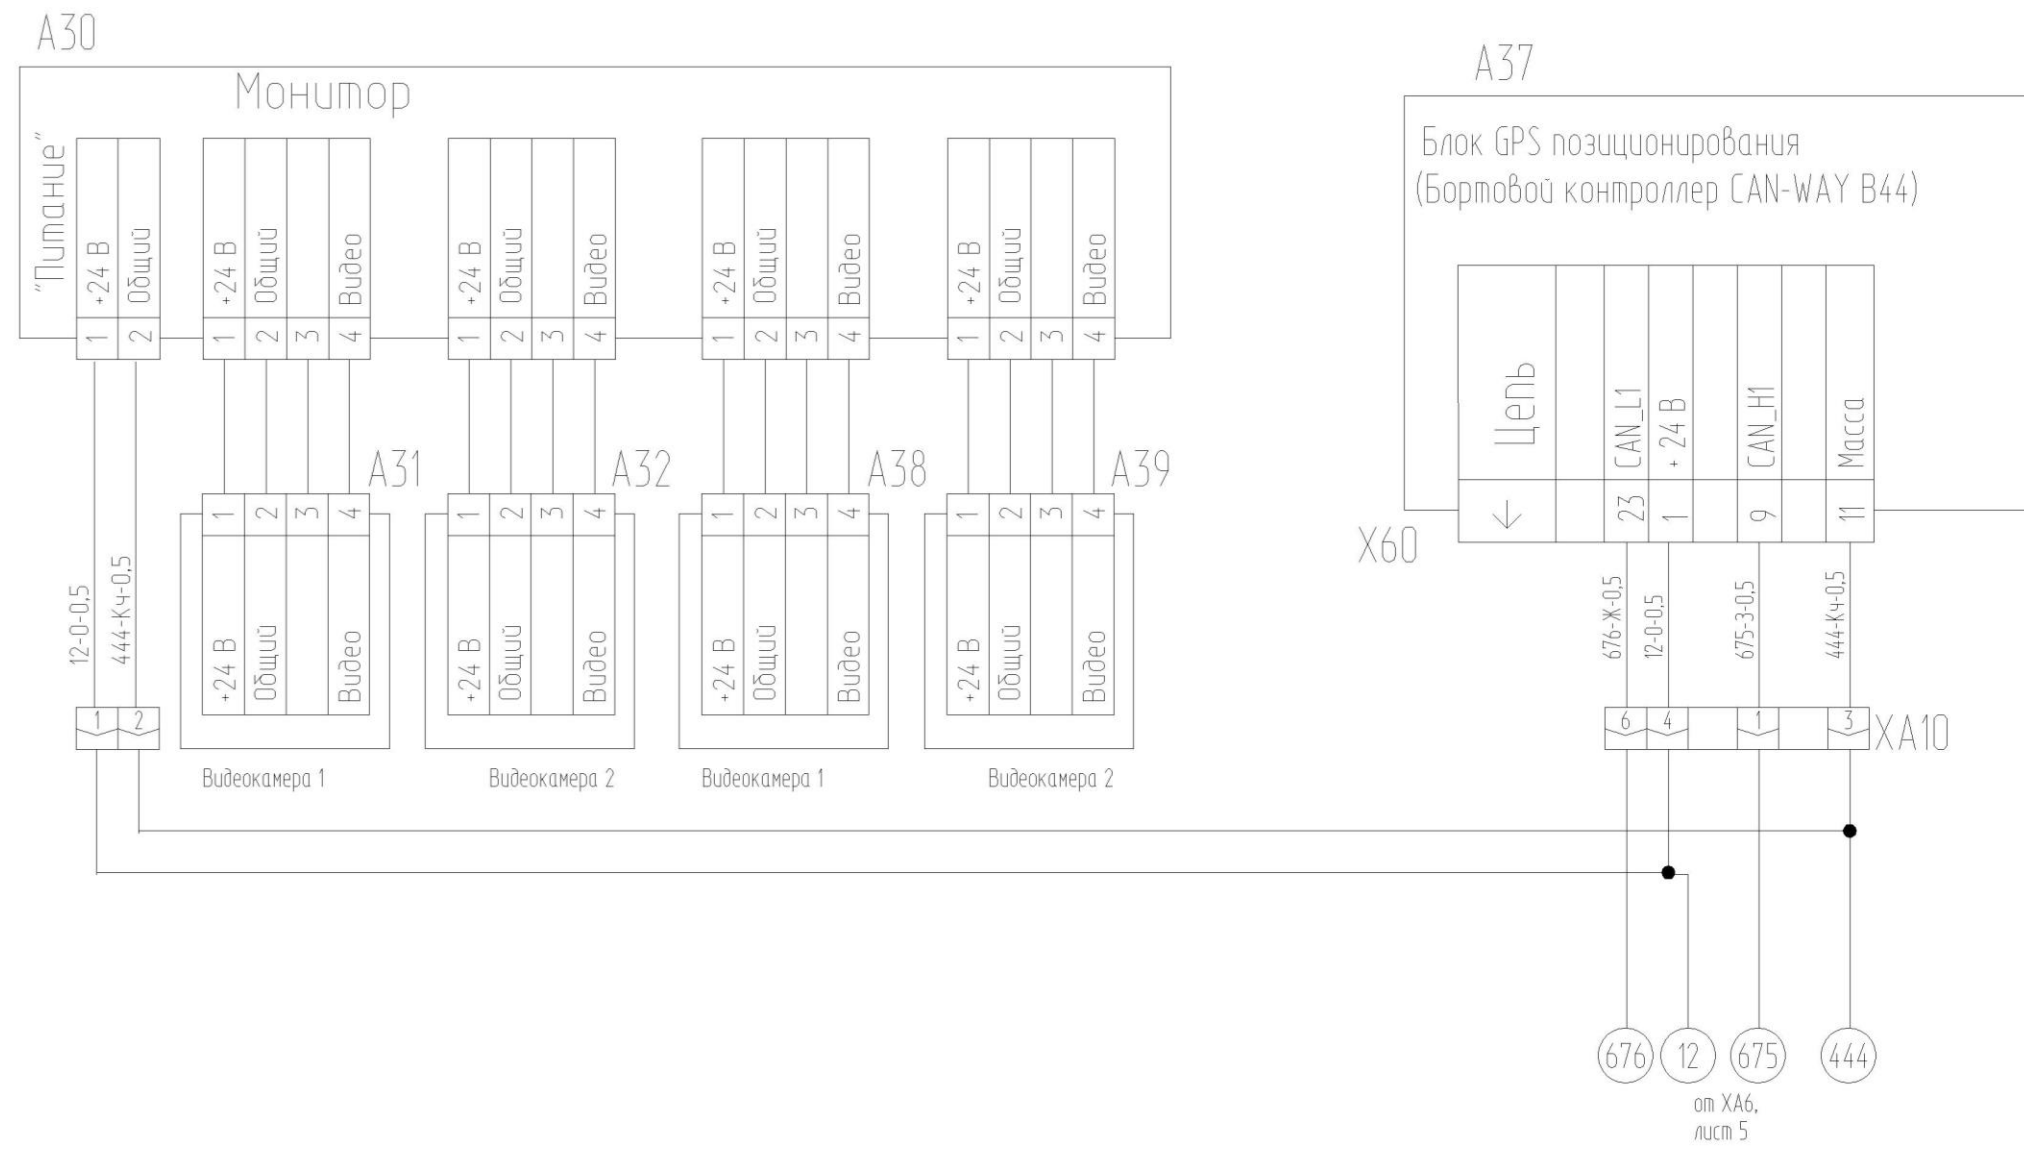 А30
Монитор
"Питание"
+24 В
Общий
+24 В
Общий
Видео
+24 В
Общий
Видео
+24 В
Общий
Видео
+24 В
Общий
Видео
1 2 1 2 3 4 1 2 3 4 1 2 3 4 1 2 3 4
А31 А32 А38 А39
1 2 3 4 1 2 3 4 1 2 3 4 1 2 3 4
+24 В
Общий
Видео
+24 В
Общий
Видео
+24 В
Общий
Видео
+24 В
Общий
Видео
12-О-0,5
444-Кч-0,5
1 2
Видеокамера 1
Видеокамера 2
Видеокамера 1
Видеокамера 2
А37
Блок GPS позиционирования
(Бортовой контроллер CAN-WAY B44)
Цепь
CAN_L1
+ 24 В
CAN_H1
Масса
23 1 9 11
Х60
676-Ж-0,5
12-О-0,5
675-З-0,5
444-Кч-0,5
6 4 1 3
ХА10
676 12 675 444
от ХА6,
лист 5